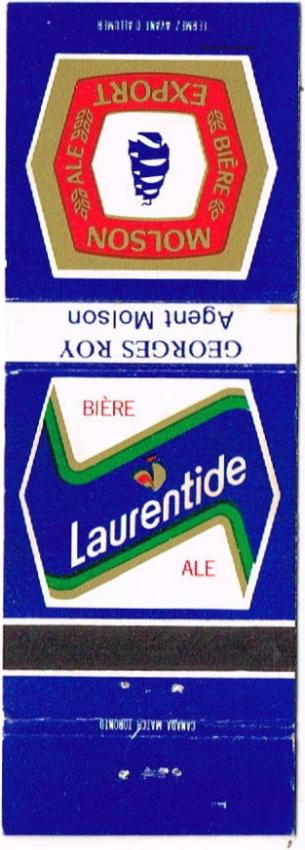 FERMEZ AVANT D'ALLUMER
MOLSON
BIÈRE
ALE
EXPORT
GEORGES ROY
Agent Molson
BIÈRE
Laurentide
ALE
CANADA MATCH TORONTO